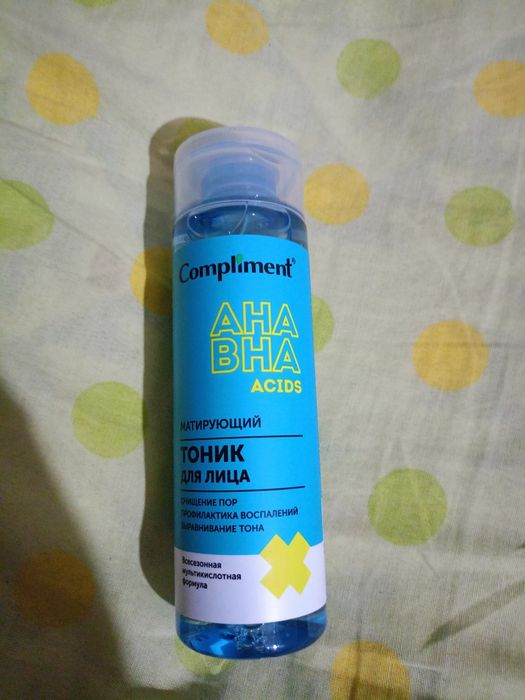 Compliment®
AHA
BHA
ACIDS
МАТИРУЮЩИЙ
ТОНИК
ДЛЯ ЛИЦА
ОЧИЩЕНИЕ ПОР
ПРОФИЛАКТИКА ВОСПАЛЕНИЙ
ВЫРАВНИВАНИЕ ТОНА
Всесезонная
мультикислотная
формула